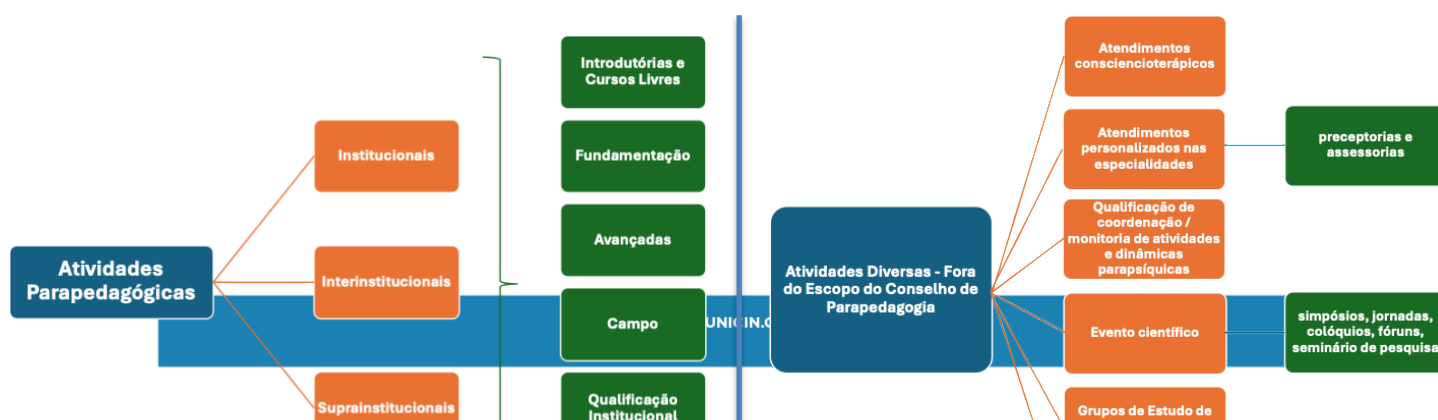 Atividades
Parapedagógicas
Institucionais
Interinstitucionais
Suprainstitucionais
Introdutórias e
Cursos Livres
Fundamentação
Avançadas
Campo
Qualificação
Institucional
UNICIN.
Atividades Diversas - Fora
do Escopo do Conselho de
Parapedagogia
Atendimentos
consciencioterápicos
Atendimentos
personalizados nas
especialidades
preceptorias e
assessorias
Qualificação de
coordenação /
monitoria de atividades
e dinâmicas
parapsíquicas
Evento científico
simpósios, jornadas,
colóquios, fóruns,
seminário de pesquisa
Grupos de Estudo de